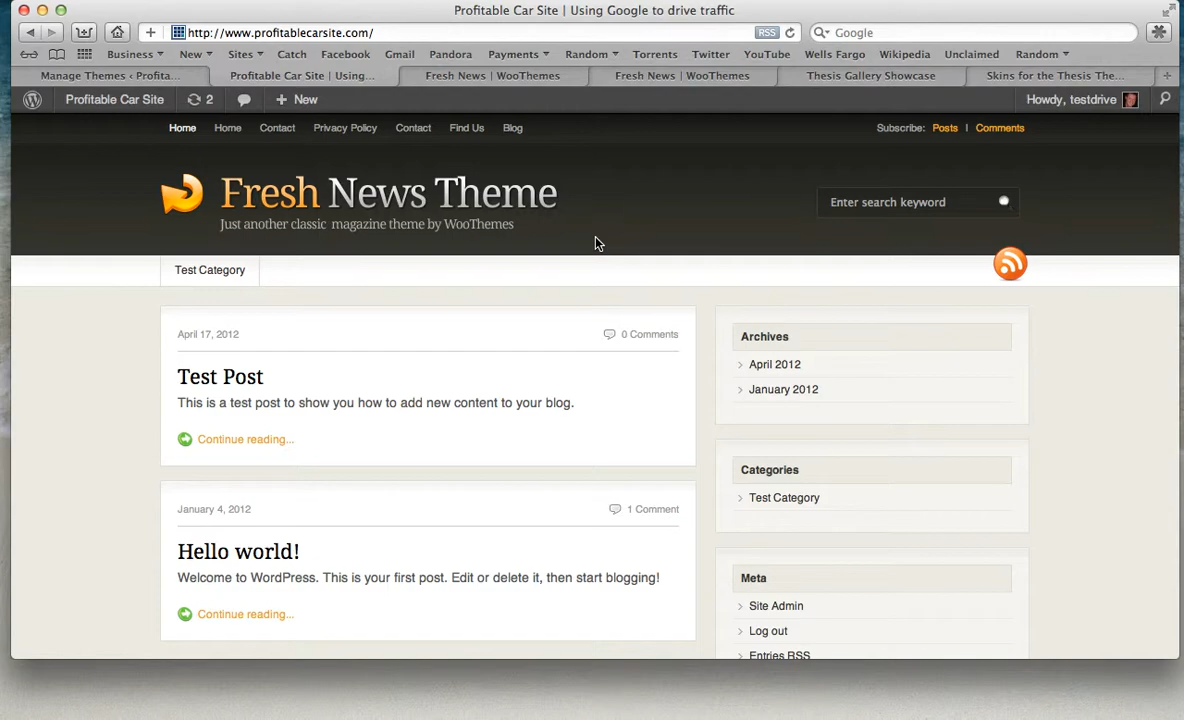 Profitable Car Site | Using Google to drive traffic
http://www.profitablecarsite.com/ RSS Google
Business New Sites Catch Facebook Gmail Pandora Payments Random Torrents Twitter YouTube Wells Fargo Wikipedia Unclaimed Random
Manage Themes ‹ Profita... Profitable Car Site | Using... Fresh News | WooThemes Fresh News | WooThemes Thesis Gallery Showcase Skins for the Thesis The...
Profitable Car Site 2 + New Howdy, testdrive
Home Home Contact Privacy Policy Contact Find Us Blog Subscribe: Posts | Comments
Fresh News Theme
Just another classic magazine theme by WooThemes
Enter search keyword
Test Category
April 17, 2012 0 Comments
Test Post
This is a test post to show you how to add new content to your blog.
Continue reading...
January 4, 2012 1 Comment
Hello world!
Welcome to WordPress. This is your first post. Edit or delete it, then start blogging!
Continue reading...
Archives
April 2012
January 2012
Categories
Test Category
Meta
Site Admin
Log out
Entries RSS